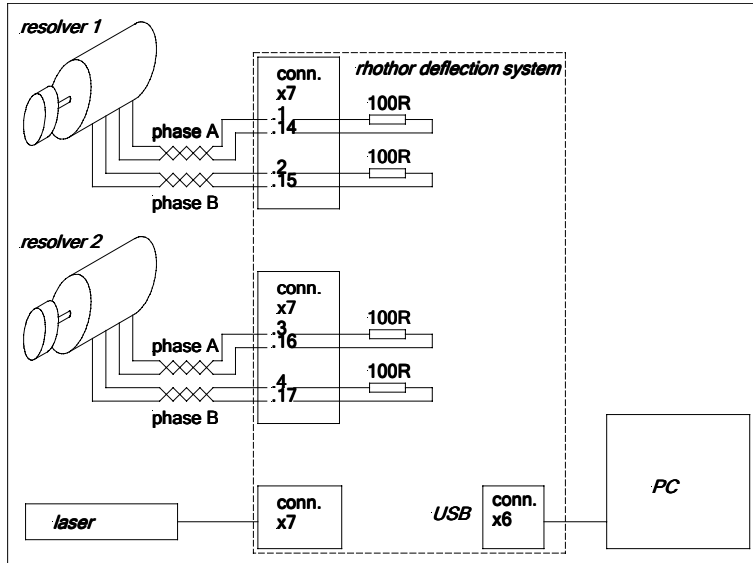 resolver 1
rhothor deflection system
conn.
x7
100R
phase A
.1
.14
100R
.2
.15
phase B
resolver 2
conn.
x7
100R
phase A
.3
.16
100R
.4
.17
phase B
laser
conn.
x7
USB
conn.
x6
PC